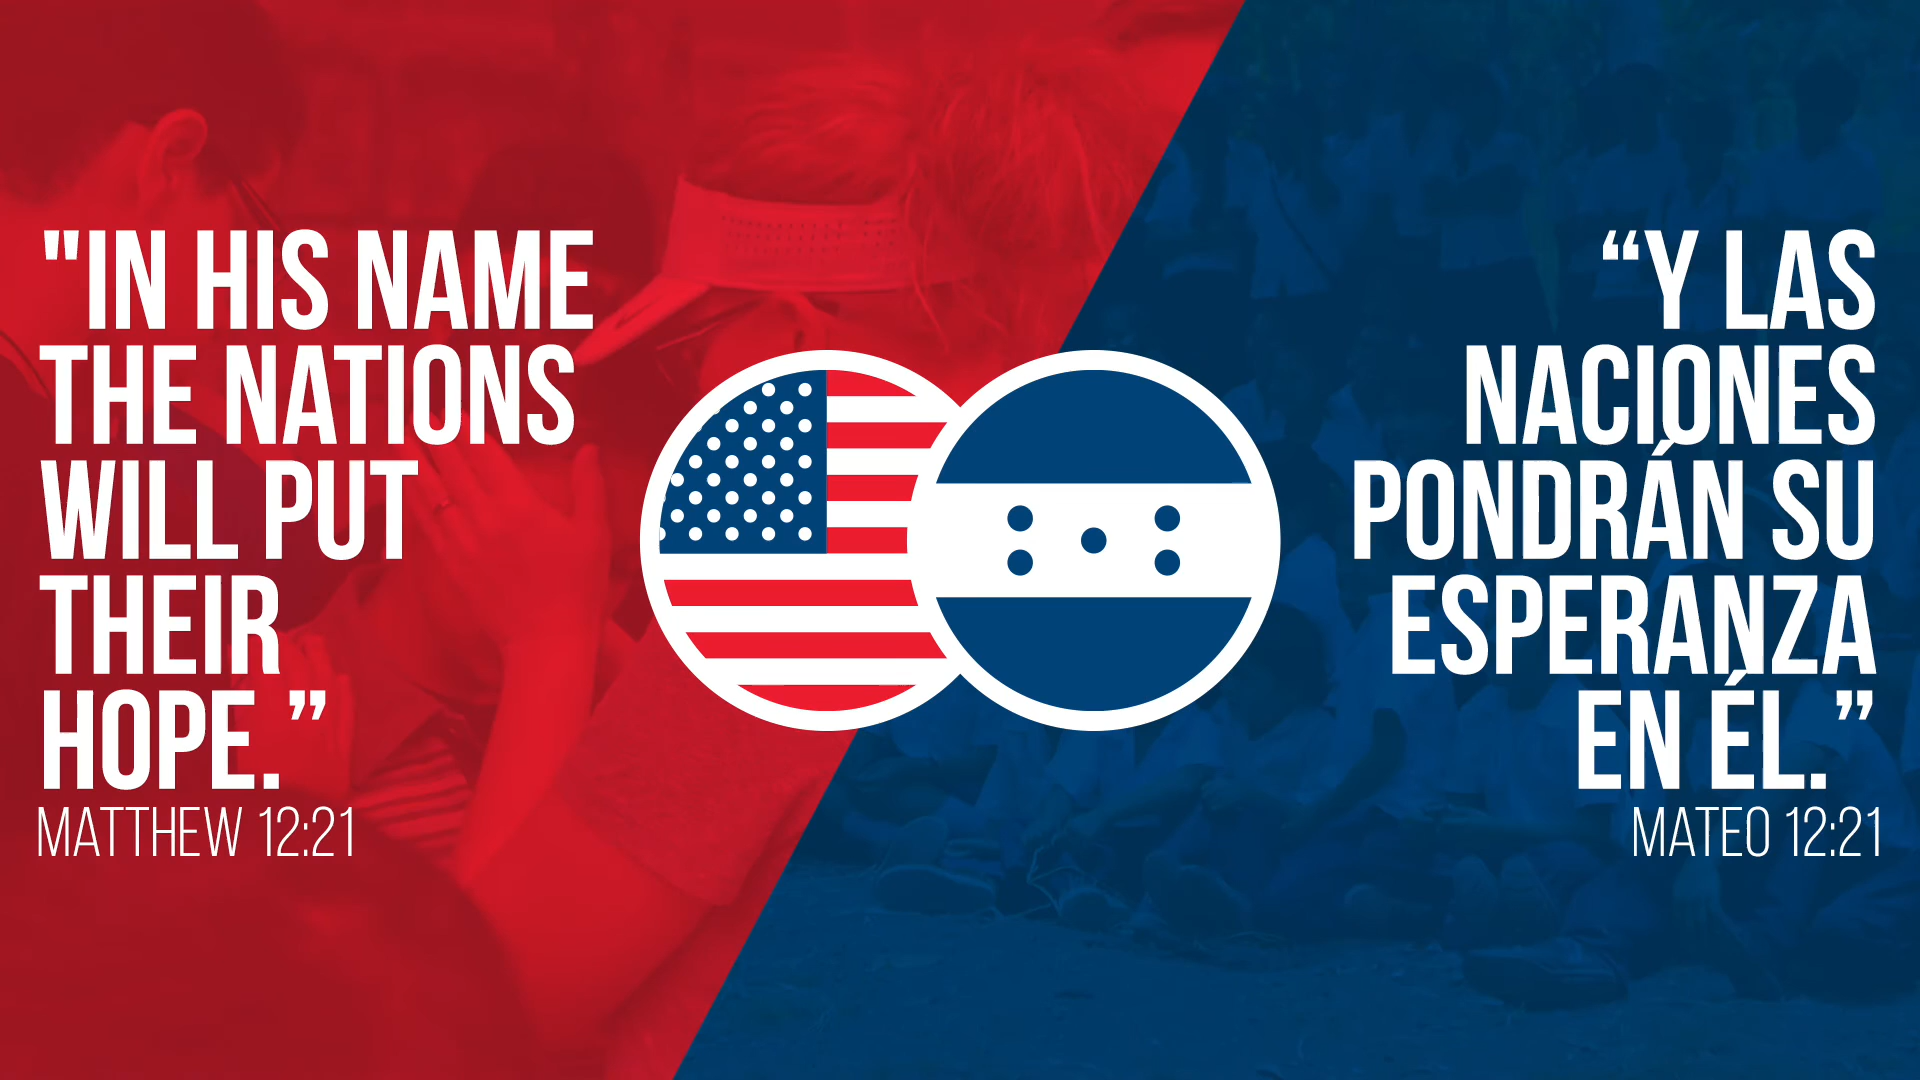 "IN HIS NAME
THE NATIONS
WILL PUT
THEIR
HOPE.”
MATTHEW 12:21
“Y LAS
NACIONES
PONDRÁN SU
ESPERANZA
EN ÉL.”
MATEO 12:21